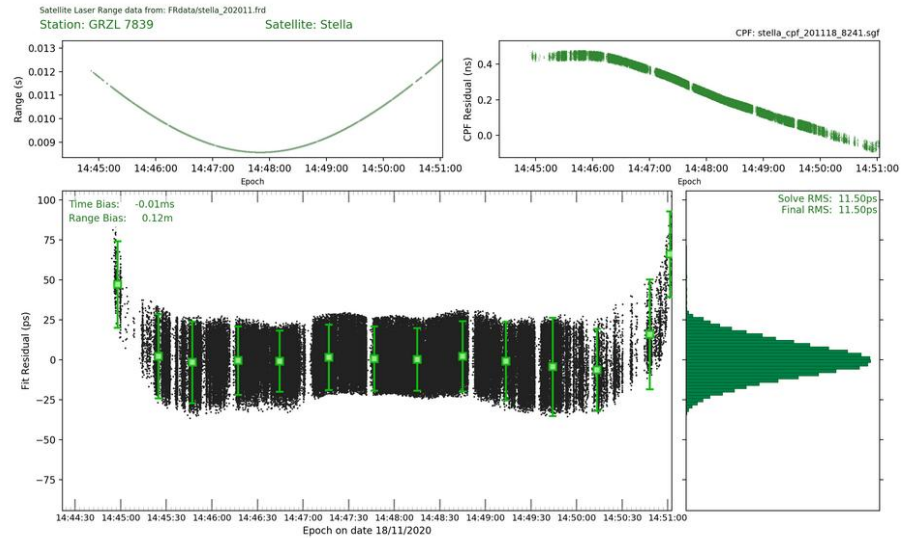 Satellite Laser Range data from: FRdata/stella_202011.frd
Station: GRZL 7839 Satellite: Stella
CPF: stella_cpf_201118_8241.sgf
Range (s)
0.013
0.012
0.011
0.010
0.009
14:45:00 14:46:00 14:47:00 14:48:00 14:49:00 14:50:00 14:51:00
Epoch
CPF Residual (ns)
0.4
0.2
0.0
14:45:00 14:46:00 14:47:00 14:48:00 14:49:00 14:50:00 14:51:00
Epoch
Time Bias: -0.01ms
Range Bias: 0.12m
Fit Residual (ps)
100
75
50
25
0
−25
−50
−75
14:44:30 14:45:00 14:45:30 14:46:00 14:46:30 14:47:00 14:47:30 14:48:00 14:48:30 14:49:00 14:49:30 14:50:00 14:50:30 14:51:00
Epoch on date 18/11/2020
Solve RMS: 11.50ps
Final RMS: 11.50ps